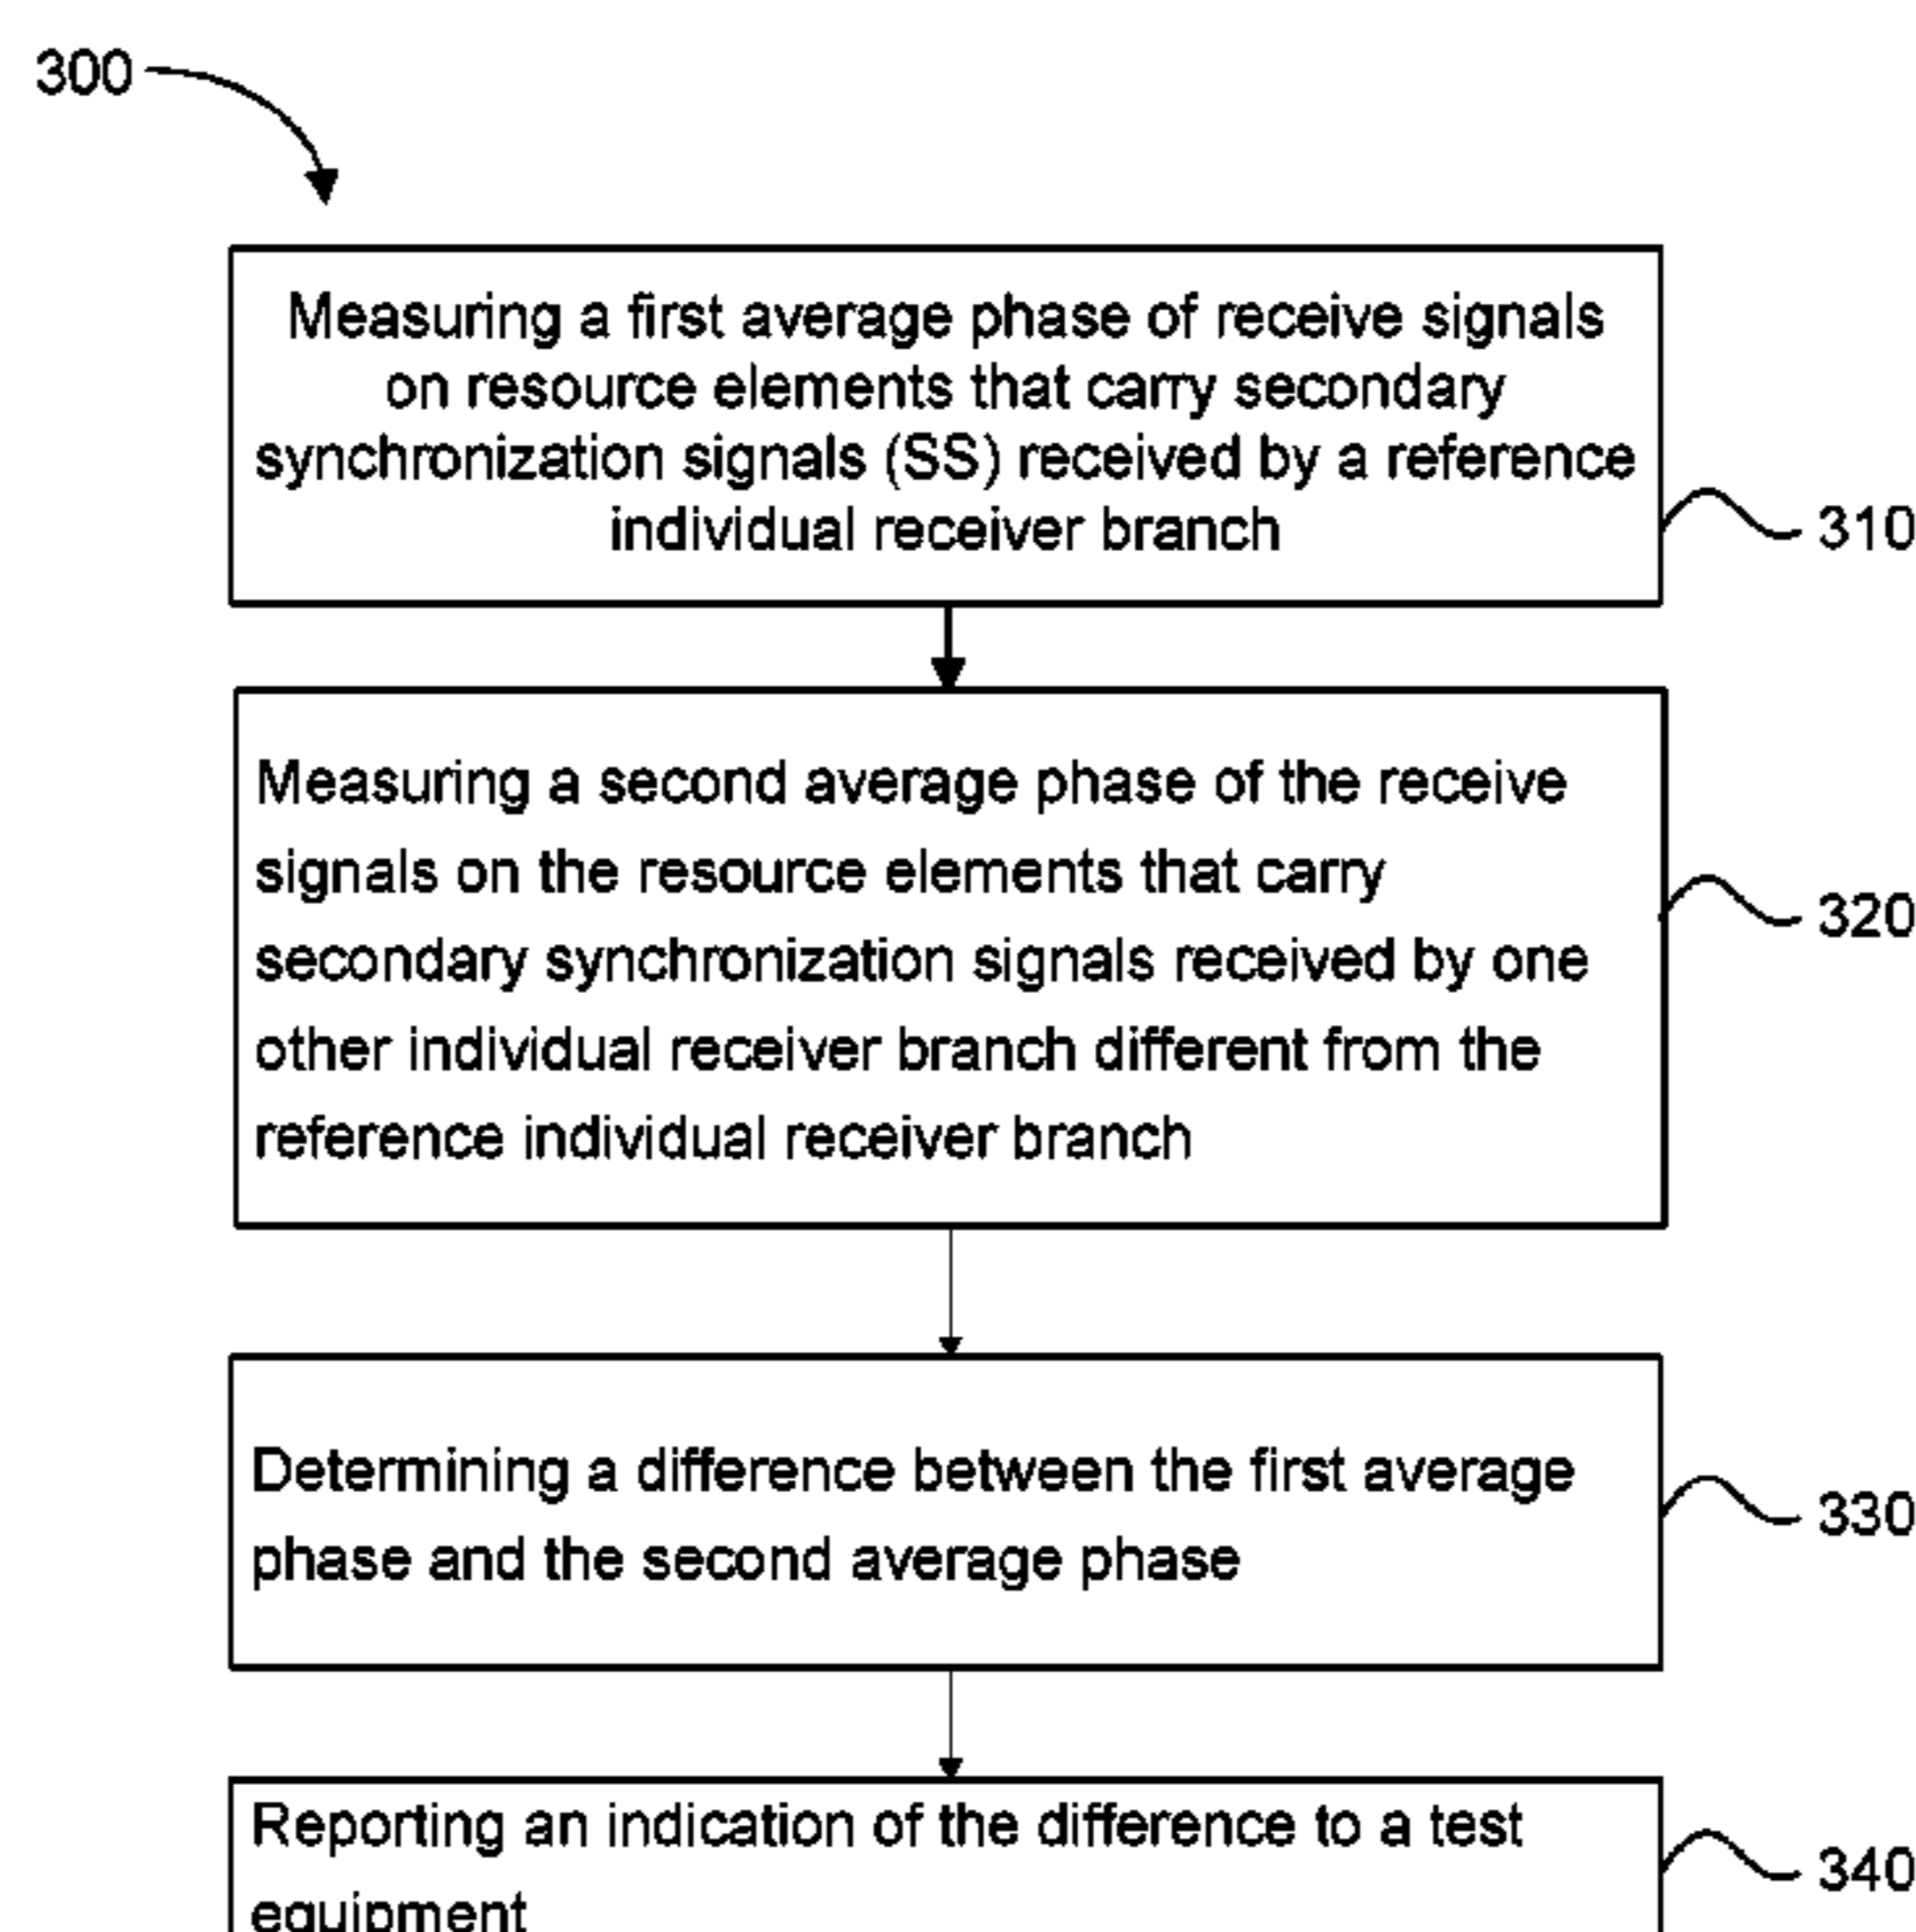 300
Measuring a first average phase of receive signals
on resource elements that carry secondary
synchronization signals (SS) received by a reference
individual receiver branch
310
Measuring a second average phase of the receive
signals on the resource elements that carry
secondary synchronization signals received by one
other individual receiver branch different from the
reference individual receiver branch
320
Determining a difference between the first average
phase and the second average phase
330
Reporting an indication of the difference to a test
equipment
340